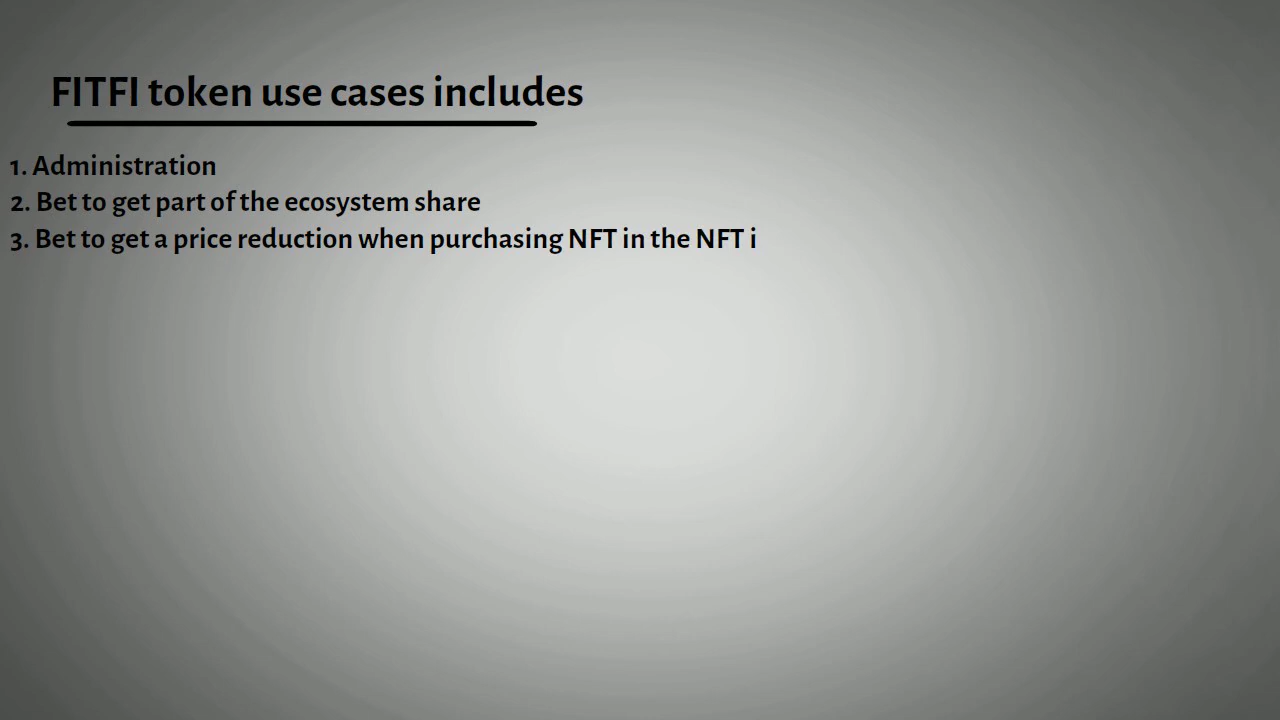 FITFI token use cases includes
1. Administration
2. Bet to get part of the ecosystem share
3. Bet to get a price reduction when purchasing NFT in the NFT i